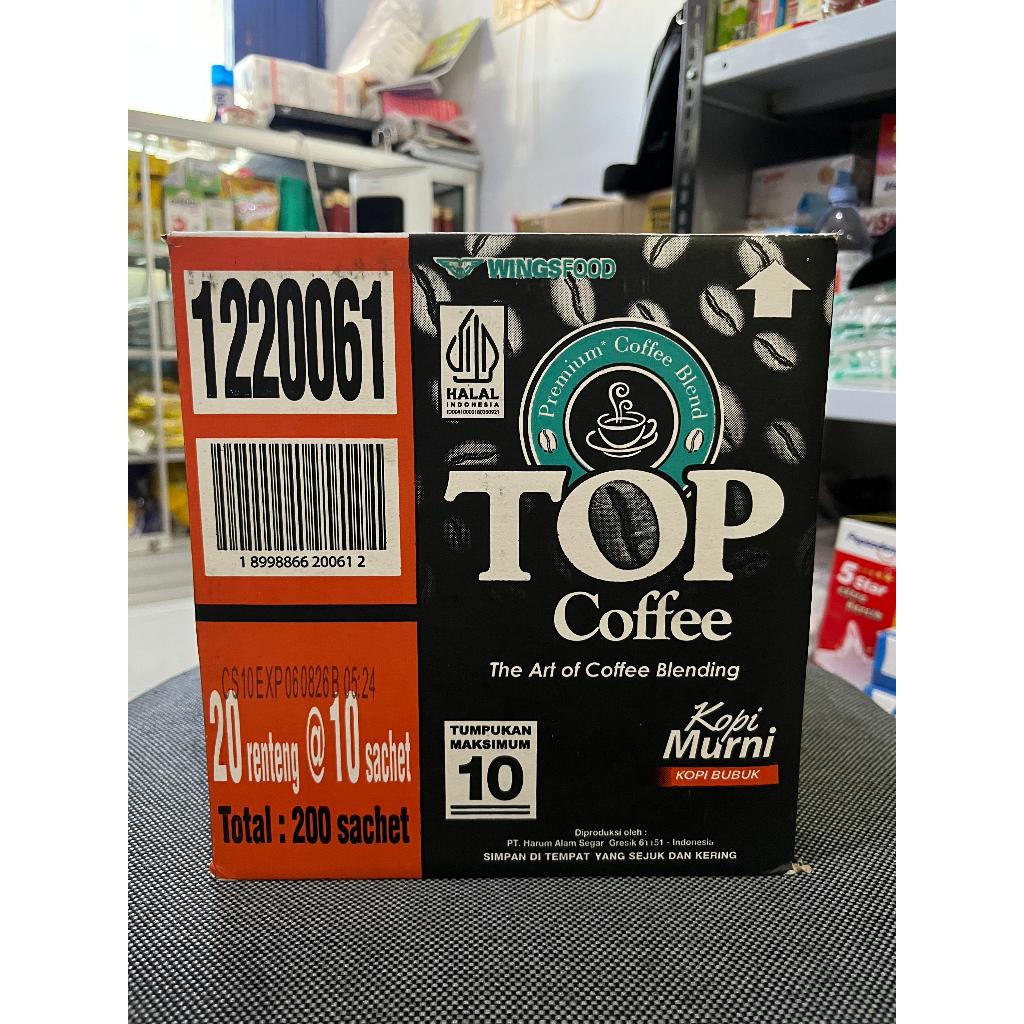 1220061
1 8998866 20061 2
CS10EXP060826B 05:24
20 renteng @ 10 sachet
Total : 200 sachet
WINGSFOOD
HALAL
INDONESIA
Premium* Coffee Blend
TOP
Coffee
The Art of Coffee Blending
TUMPUKAN
MAKSIMUM
10
Kopi
Murni
KOPI BUBUK
Diproduksi oleh :
PT. Harum Alam Segar Gresik 61151 - Indonesia
SIMPAN DI TEMPAT YANG SEJUK DAN KERING
5 Star